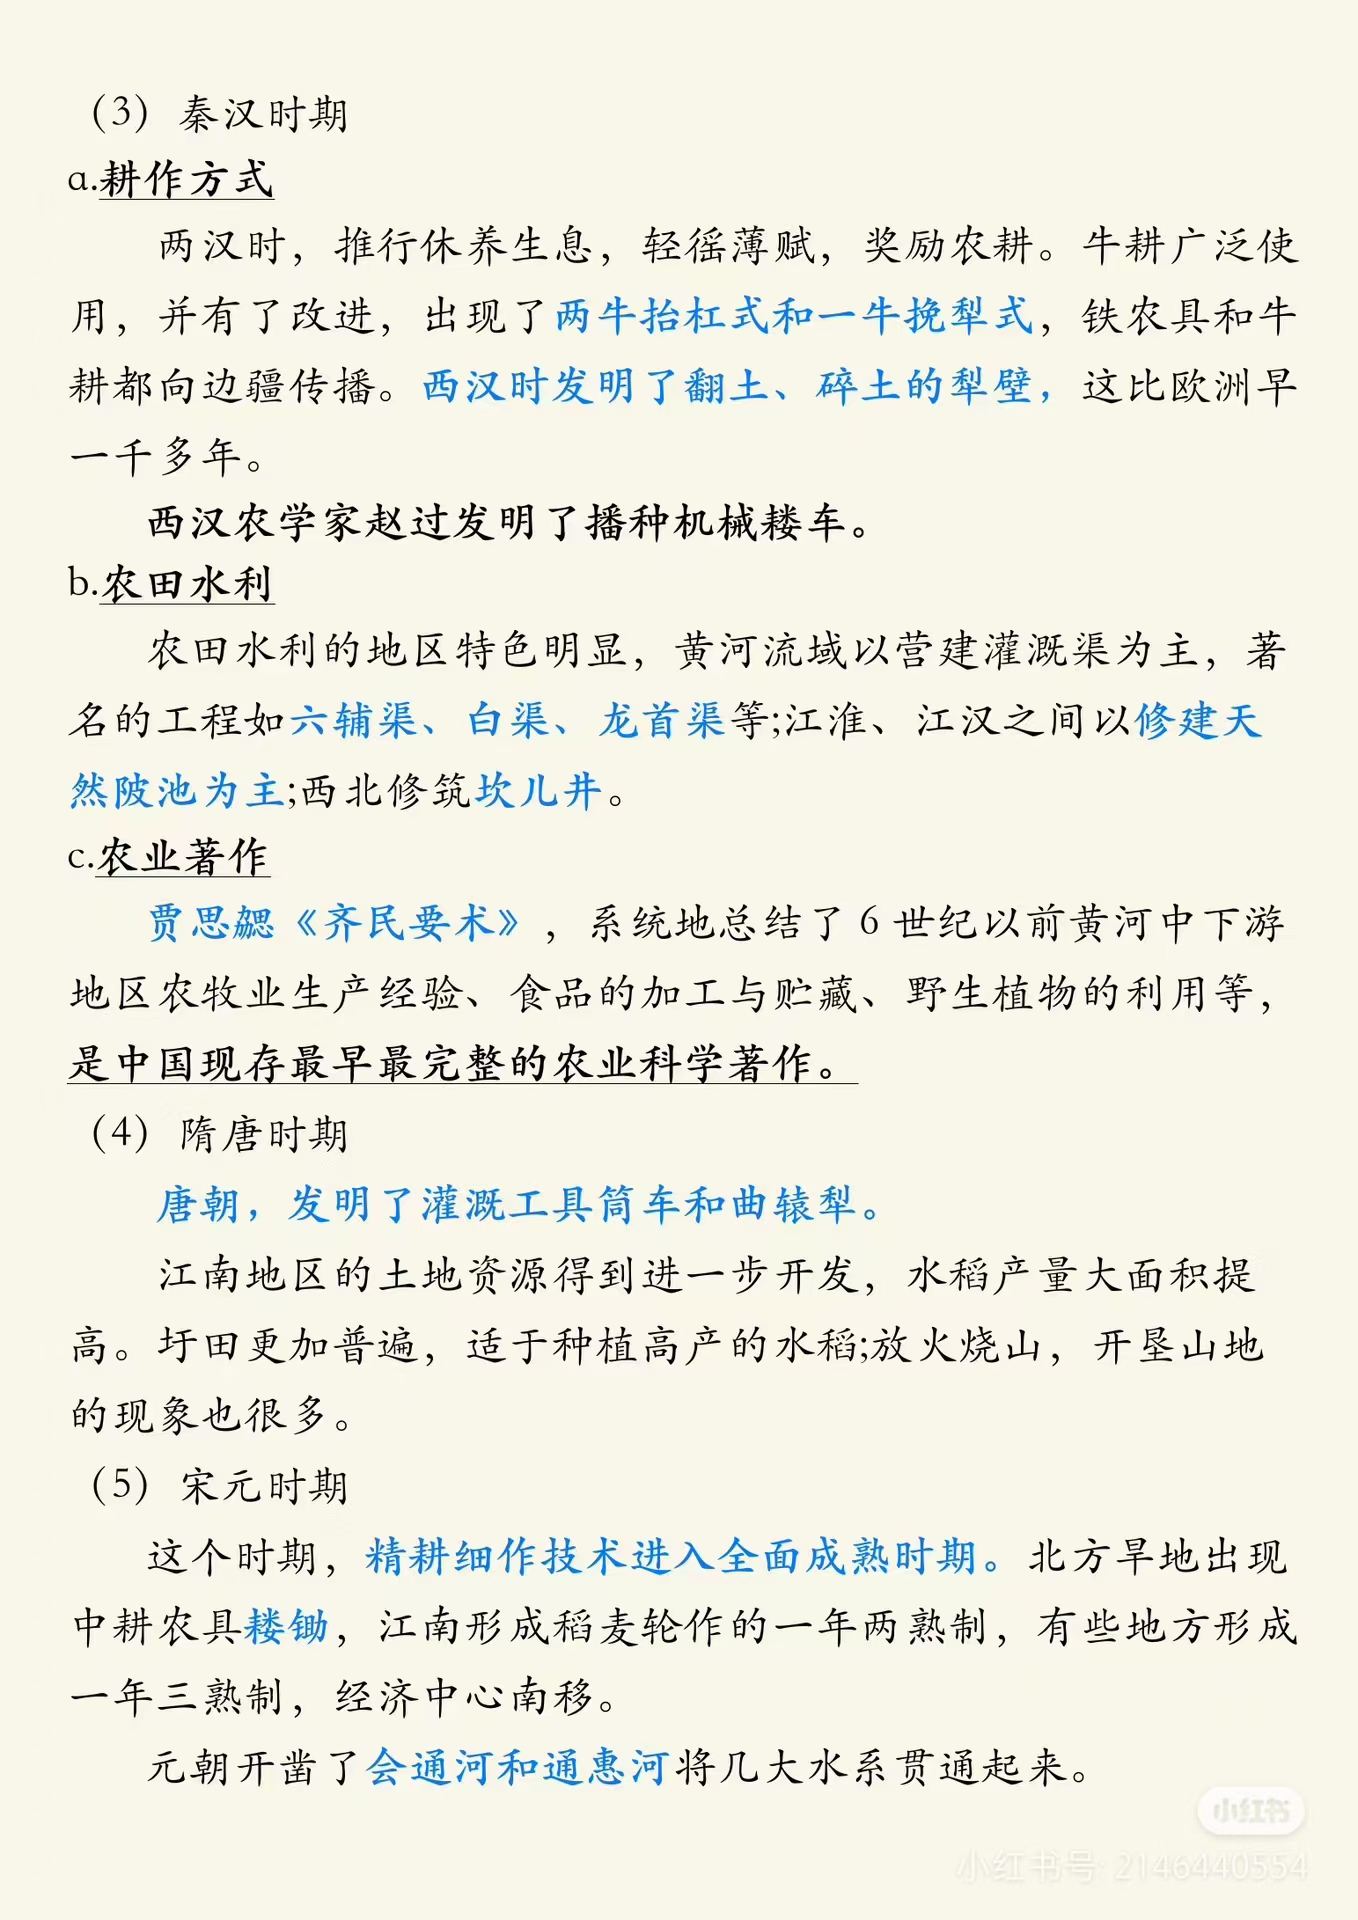 （3）秦汉时期
a.耕作方式
两汉时，推行休养生息，轻徭薄赋，奖励农耕。牛耕广泛使
用，并有了改进，出现了两牛抬杠式和一牛挽犁式，铁农具和牛
耕都向边疆传播。西汉时发明了翻土、碎土的犁壁，这比欧洲早
一千多年。
西汉农学家赵过发明了播种机械耧车。
b.农田水利
农田水利的地区特色明显，黄河流域以营建灌溉渠为主，著
名的工程如六辅渠、白渠、龙首渠等;江淮、江汉之间以修建天
然陂池为主;西北修筑坎儿井。
c.农业著作
贾思勰《齐民要术》，系统地总结了 6 世纪以前黄河中下游
地区农牧业生产经验、食品的加工与贮藏、野生植物的利用等，
是中国现存最早最完整的农业科学著作。
（4）隋唐时期
唐朝，发明了灌溉工具筒车和曲辕犁。
江南地区的土地资源得到进一步开发，水稻产量大面积提
高。圩田更加普遍，适于种植高产的水稻;放火烧山，开垦山地
的现象也很多。
（5）宋元时期
这个时期，精耕细作技术进入全面成熟时期。北方旱地出现
中耕农具耧锄，江南形成稻麦轮作的一年两熟制，有些地方形成
一年三熟制，经济中心南移。
元朝开凿了会通河和通惠河将几大水系贯通起来。
小红书
小红书号: 2146440554